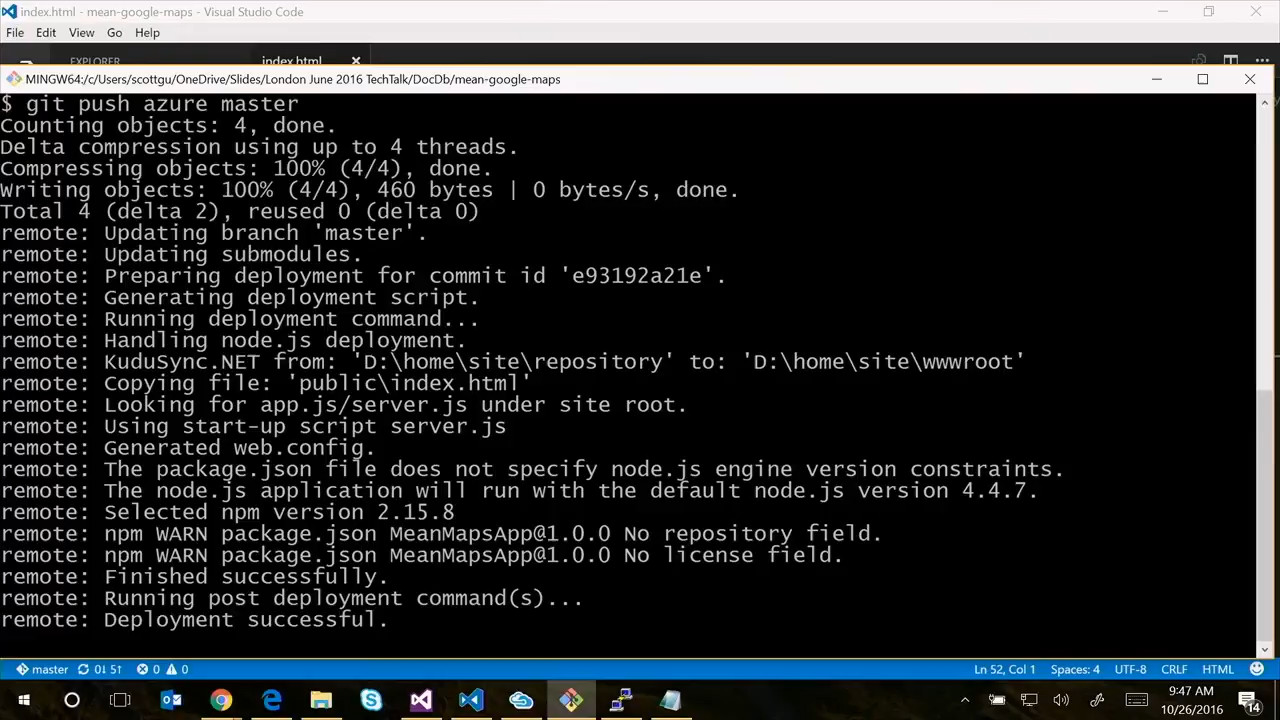 index.html - mean-google-maps - Visual Studio Code
File Edit View Go Help
EXPLORER index.html
MINGW64:/c/Users/scottgu/OneDrive/Slides/London June 2016 TechTalk/DocDb/mean-google-maps
$ git push azure master
Counting objects: 4, done.
Delta compression using up to 4 threads.
Compressing objects: 100% (4/4), done.
Writing objects: 100% (4/4), 460 bytes | 0 bytes/s, done.
Total 4 (delta 2), reused 0 (delta 0)
remote: Updating branch 'master'.
remote: Updating submodules.
remote: Preparing deployment for commit id 'e93192a21e'.
remote: Generating deployment script.
remote: Running deployment command...
remote: Handling node.js deployment.
remote: KuduSync.NET from: 'D:\home\site\repository' to: 'D:\home\site\wwwroot'
remote: Copying file: 'public\index.html'
remote: Looking for app.js/server.js under site root.
remote: Using start-up script server.js
remote: Generated web.config.
remote: The package.json file does not specify node.js engine version constraints.
remote: The node.js application will run with the default node.js version 4.4.7.
remote: Selected npm version 2.15.8
remote: npm WARN package.json MeanMapsApp@1.0.0 No repository field.
remote: npm WARN package.json MeanMapsApp@1.0.0 No license field.
remote: Finished successfully.
remote: Running post deployment command(s)...
remote: Deployment successful.
master 0↓ 5↑ 0 0 Ln 52, Col 1 Spaces: 4 UTF-8 CRLF HTML
9:47 AM
10/26/2016
14